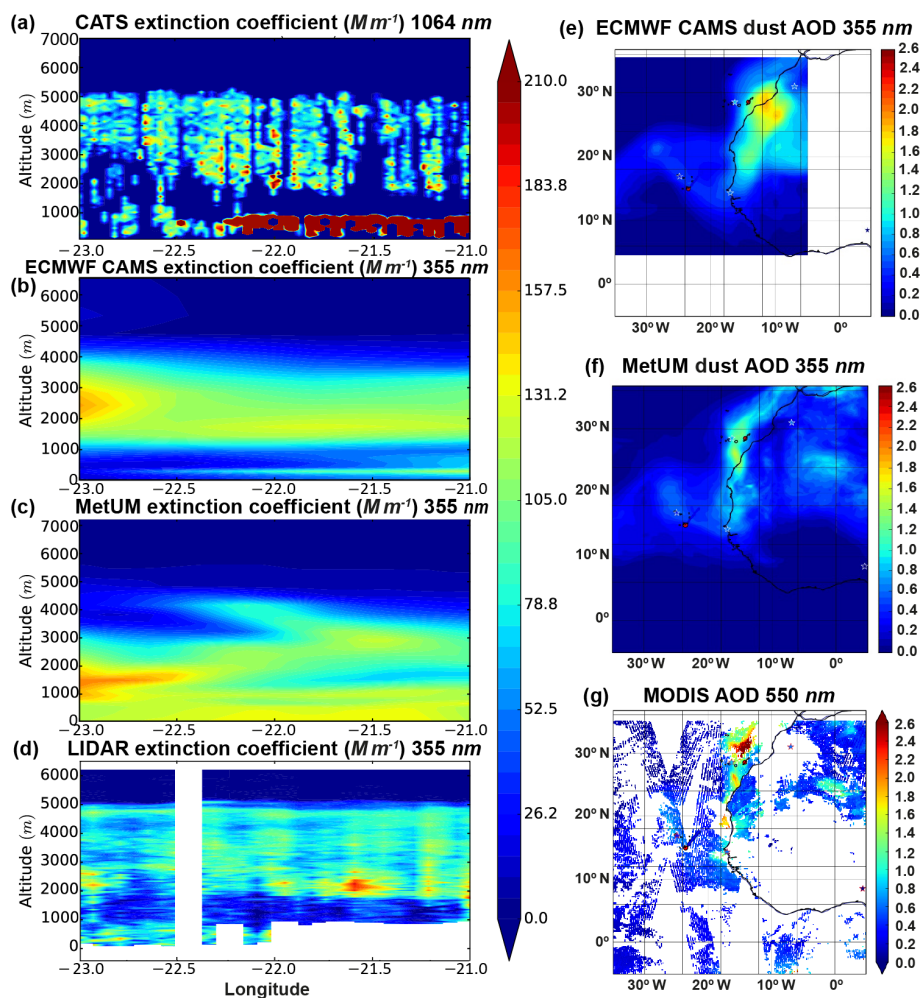 (a) CATS extinction coefficient (M m⁻¹) 1064 nm
7000
6000
5000
4000
3000
2000
1000
Altitude (m)
−23.0 −22.5 −22.0 −21.5 −21.0
ECMWF CAMS extinction coefficient (M m⁻¹) 355 nm
(b)
6000
5000
4000
3000
2000
1000
0
Altitude (m)
−23.0 −22.5 −22.0 −21.5 −21.0
(c) MetUM extinction coefficient (M m⁻¹) 355 nm
7000
6000
5000
4000
3000
2000
1000
0
Altitude (m)
−23.0 −22.5 −22.0 −21.5 −21.0
(d) LIDAR extinction coefficient (M m⁻¹) 355 nm
6000
5000
4000
3000
2000
1000
0
Altitude (m)
−23.0 −22.5 −22.0 −21.5 −21.0
Longitude
210.0
183.8
157.5
131.2
105.0
78.8
52.5
26.2
0.0
(e) ECMWF CAMS dust AOD 355 nm
30° N
20° N
10° N
0°
30° W 20° W 10° W 0°
2.6
2.4
2.2
2.0
1.8
1.6
1.4
1.2
1.0
0.8
0.6
0.4
0.2
0.0
(f) MetUM dust AOD 355 nm
30° N
20° N
10° N
0°
30° W 20° W 10° W 0°
2.6
2.4
2.2
2.0
1.8
1.6
1.4
1.2
1.0
0.8
0.6
0.4
0.2
0.0
(g) MODIS AOD 550 nm
30° N
20° N
10° N
0°
30° W 20° W 10° W 0°
2.6
2.4
2.2
2.0
1.8
1.6
1.4
1.2
1.0
0.8
0.6
0.4
0.2
0.0